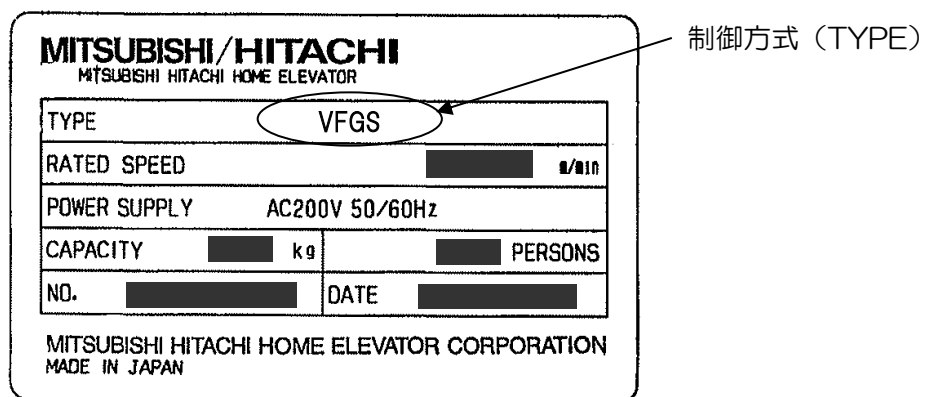 MITSUBISHI/HITACHI
MITSUBISHI HITACHI HOME ELEVATOR
制御方式（TYPE）
TYPE VFGS
RATED SPEED m/min
POWER SUPPLY AC200V 50/60Hz
CAPACITY kg PERSONS
NO. DATE
MITSUBISHI HITACHI HOME ELEVATOR CORPORATION
MADE IN JAPAN